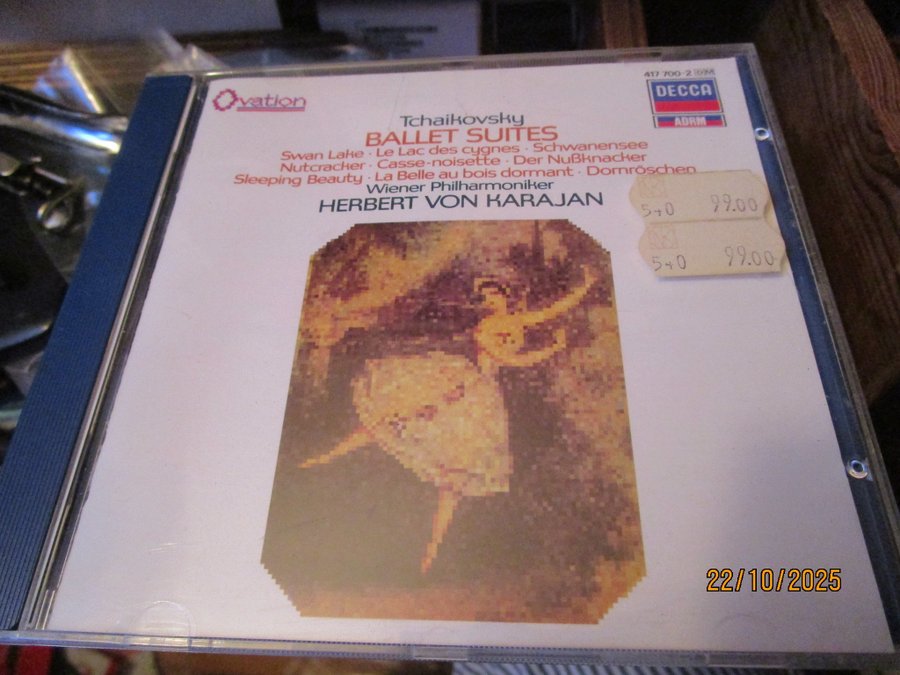 Ovation
417 700-2 DM
DECCA
ADRM
Tchaikovsky
BALLET SUITES
Swan Lake · Le Lac des cygnes · Schwanensee
Nutcracker · Casse-noisette · Der Nußknacker
Sleeping Beauty · La Belle au bois dormant · Dornröschen
Wiener Philharmoniker
HERBERT VON KARAJAN
540 99.00
540 99.00
22/10/2025